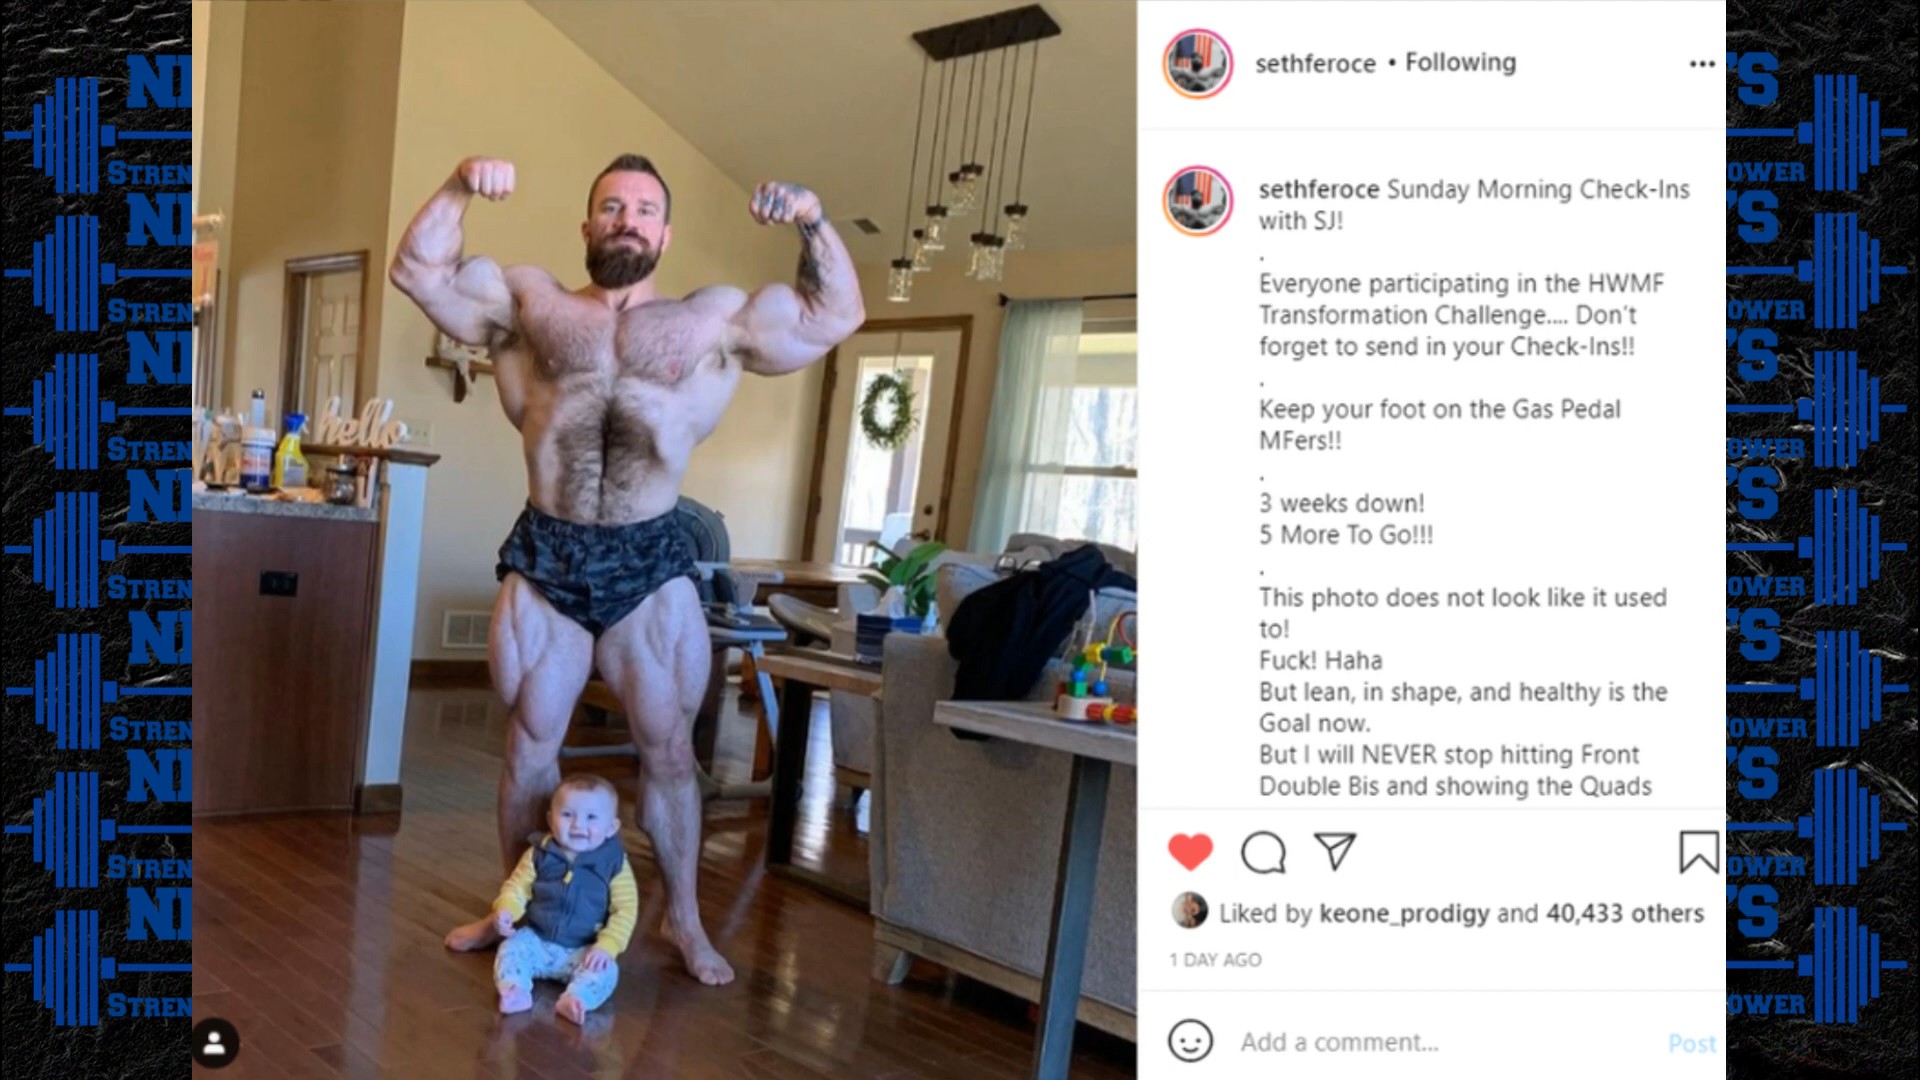 sethferoce • Following
sethferoce Sunday Morning Check-Ins
with SJ!
.
Everyone participating in the HWMF
Transformation Challenge.... Don't
forget to send in your Check-Ins!!
.
Keep your foot on the Gas Pedal
MFers!!
.
3 weeks down!
5 More To Go!!!
.
This photo does not look like it used
to!
Fuck! Haha
But lean, in shape, and healthy is the
Goal now.
But I will NEVER stop hitting Front
Double Bis and showing the Quads
Liked by keone_prodigy and 40,433 others
1 DAY AGO
Add a comment...
Post
hello